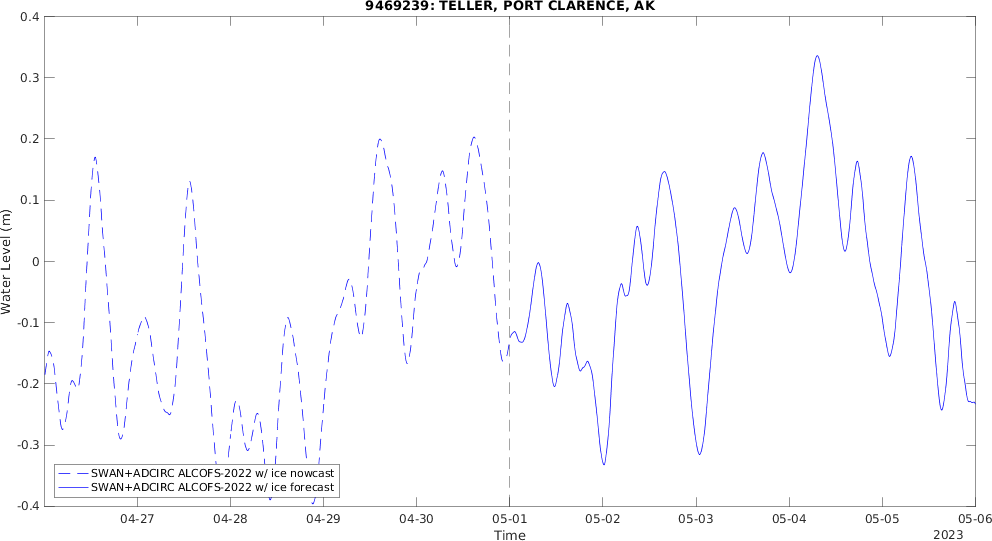 9469239: TELLER, PORT CLARENCE, AK
Water Level (m)
0.4
0.3
0.2
0.1
0
-0.1
-0.2
-0.3
-0.4
SWAN+ADCIRC ALCOFS-2022 w/ ice nowcast
SWAN+ADCIRC ALCOFS-2022 w/ ice forecast
04-27 04-28 04-29 04-30 05-01 05-02 05-03 05-04 05-05 05-06
Time
2023